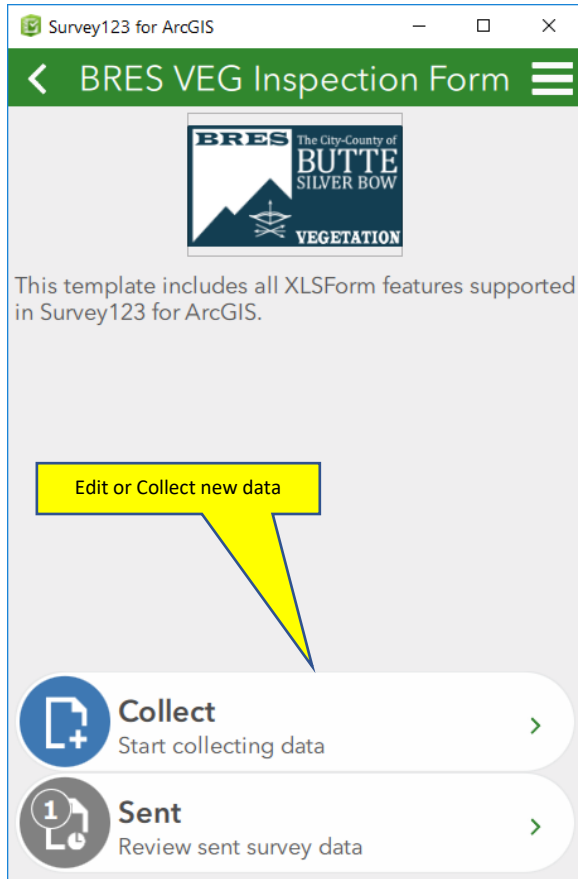 Survey123 for ArcGIS
BRES VEG Inspection Form
BRES The City-County of
BUTTE
SILVER BOW
VEGETATION
This template includes all XLSForm features supported
in Survey123 for ArcGIS.
Edit or Collect new data
Collect
Start collecting data
1
Sent
Review sent survey data